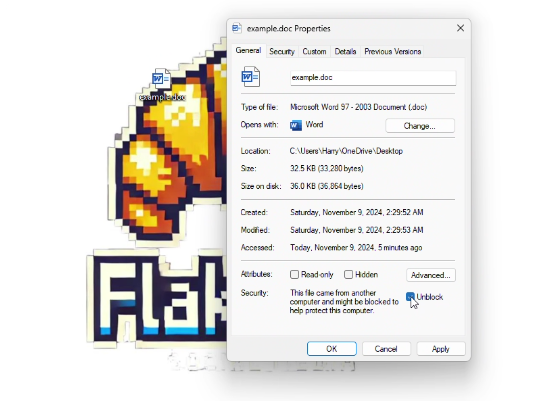 example.doc Properties
General Security Custom Details Previous Versions
example.doc
example.doc
Type of file: Microsoft Word 97 - 2003 Document (.doc)
Opens with: Word Change...
Location: C:\Users\Harry\OneDrive\Desktop
Size: 32.5 KB (33,280 bytes)
Size on disk: 36.0 KB (36,864 bytes)
Created: Saturday, November 9, 2024, 2:29:52 AM
Modified: Saturday, November 9, 2024, 2:29:53 AM
Accessed: Today, November 9, 2024, 5 minutes ago
Attributes: Read-only Hidden Advanced...
Security: This file came from another
computer and might be blocked to
help protect this computer.
Unblock
Flak
OK Cancel Apply